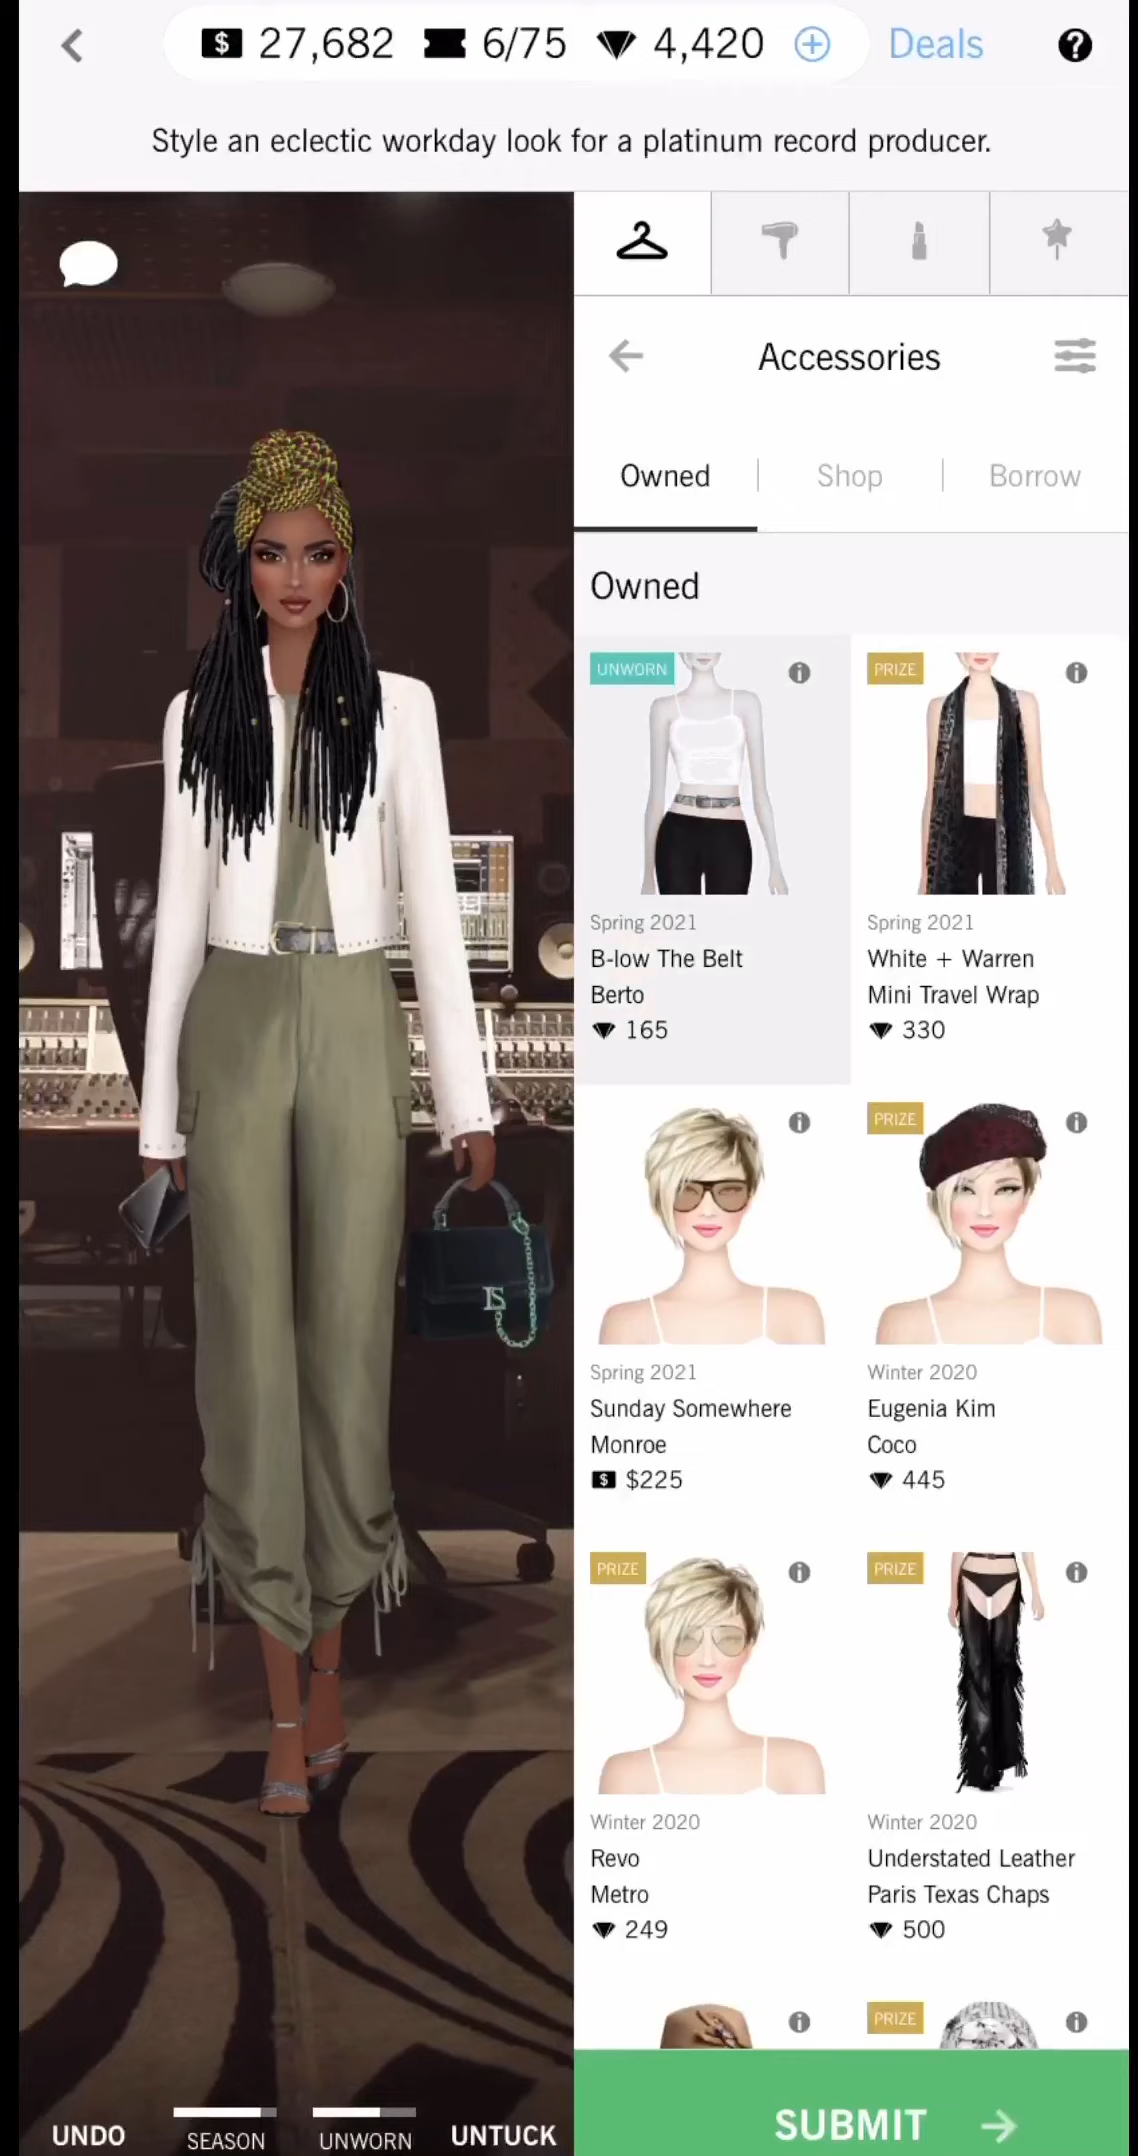 $ 27,682 6/75 4,420 + Deals ?
Style an eclectic workday look for a platinum record producer.
Accessories
Owned Shop Borrow
Owned
UNWORN
Spring 2021
B-low The Belt
Berto
165
PRIZE
Spring 2021
White + Warren
Mini Travel Wrap
330
Spring 2021
Sunday Somewhere
Monroe
$ $225
PRIZE
Winter 2020
Eugenia Kim
Coco
445
PRIZE
Winter 2020
Revo
Metro
249
PRIZE
Winter 2020
Understated Leather
Paris Texas Chaps
500
PRIZE
UNDO SEASON UNWORN UNTUCK
SUBMIT